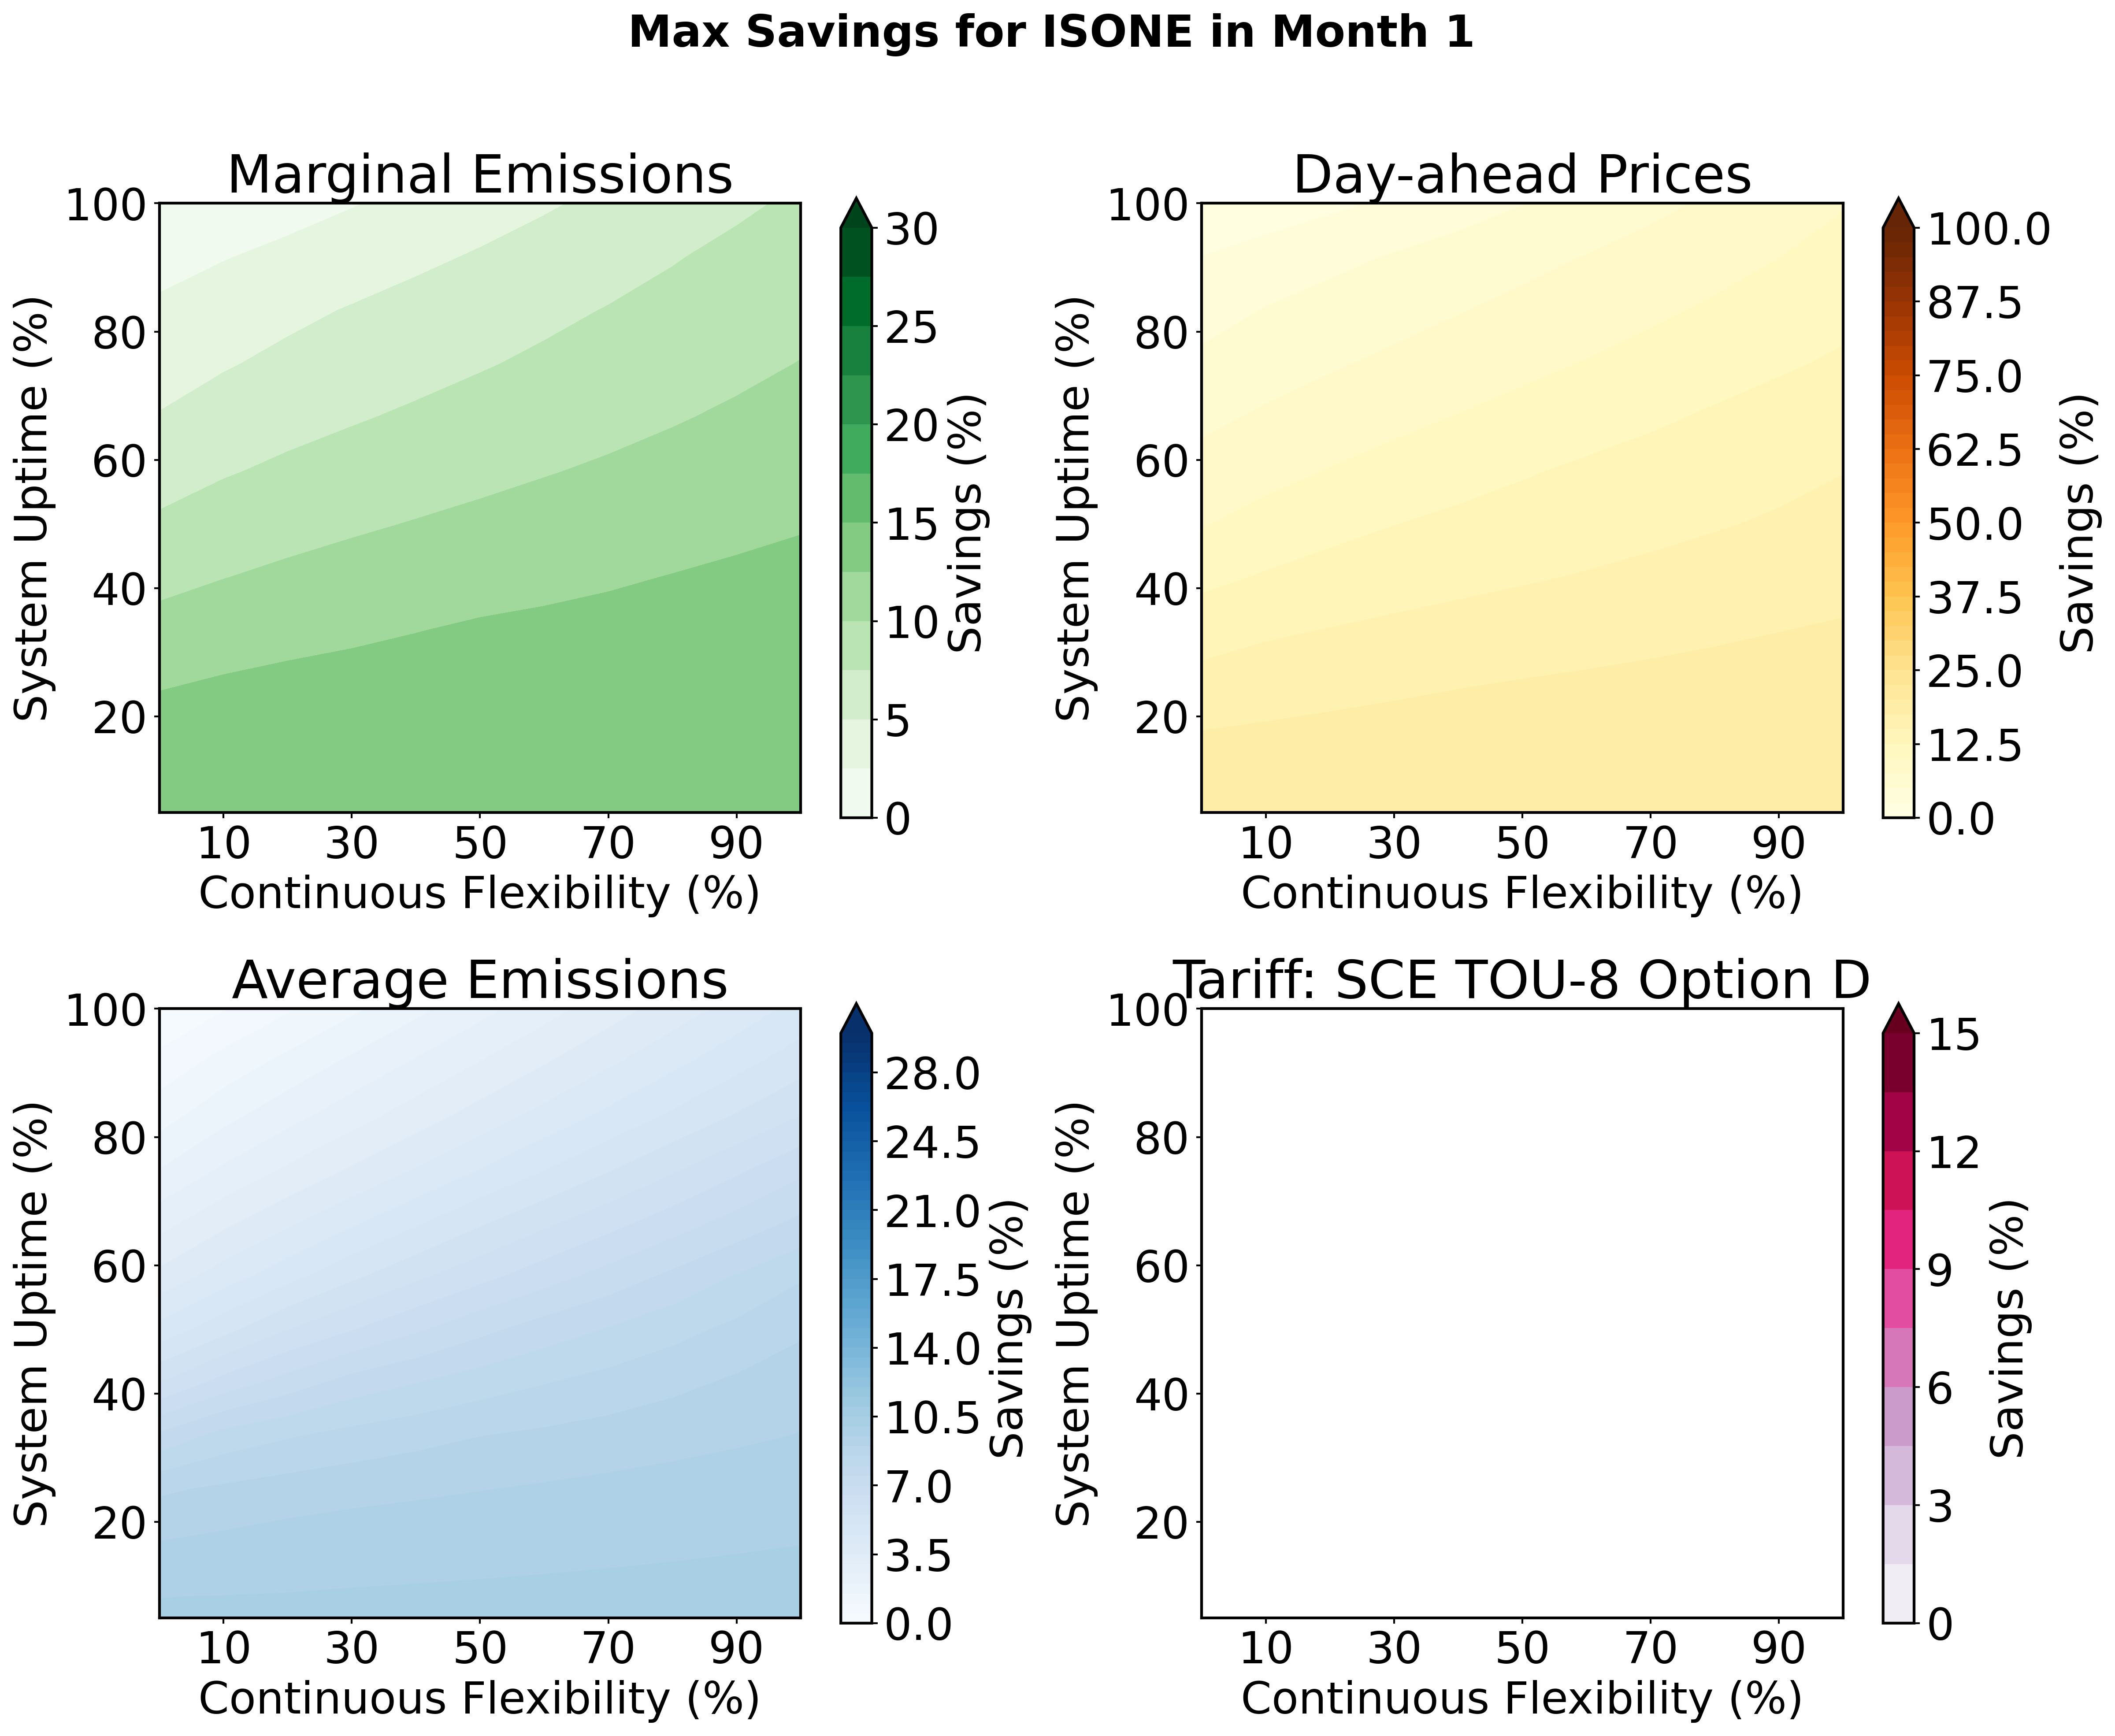 Max Savings for ISONE in Month 1
Marginal Emissions
100
80
60
40
20
System Uptime (%)
10 30 50 70 90
Continuous Flexibility (%)
30
25
20
15
10
5
0
Savings (%)
Day-ahead Prices
100
80
60
40
20
System Uptime (%)
10 30 50 70 90
Continuous Flexibility (%)
100.0
87.5
75.0
62.5
50.0
37.5
25.0
12.5
0.0
Savings (%)
Average Emissions
100
80
60
40
20
System Uptime (%)
10 30 50 70 90
Continuous Flexibility (%)
28.0
24.5
21.0
17.5
14.0
10.5
7.0
3.5
0.0
Savings (%)
Tariff: SCE TOU-8 Option D
100
80
60
40
20
System Uptime (%)
10 30 50 70 90
Continuous Flexibility (%)
15
12
9
6
3
0
Savings (%)